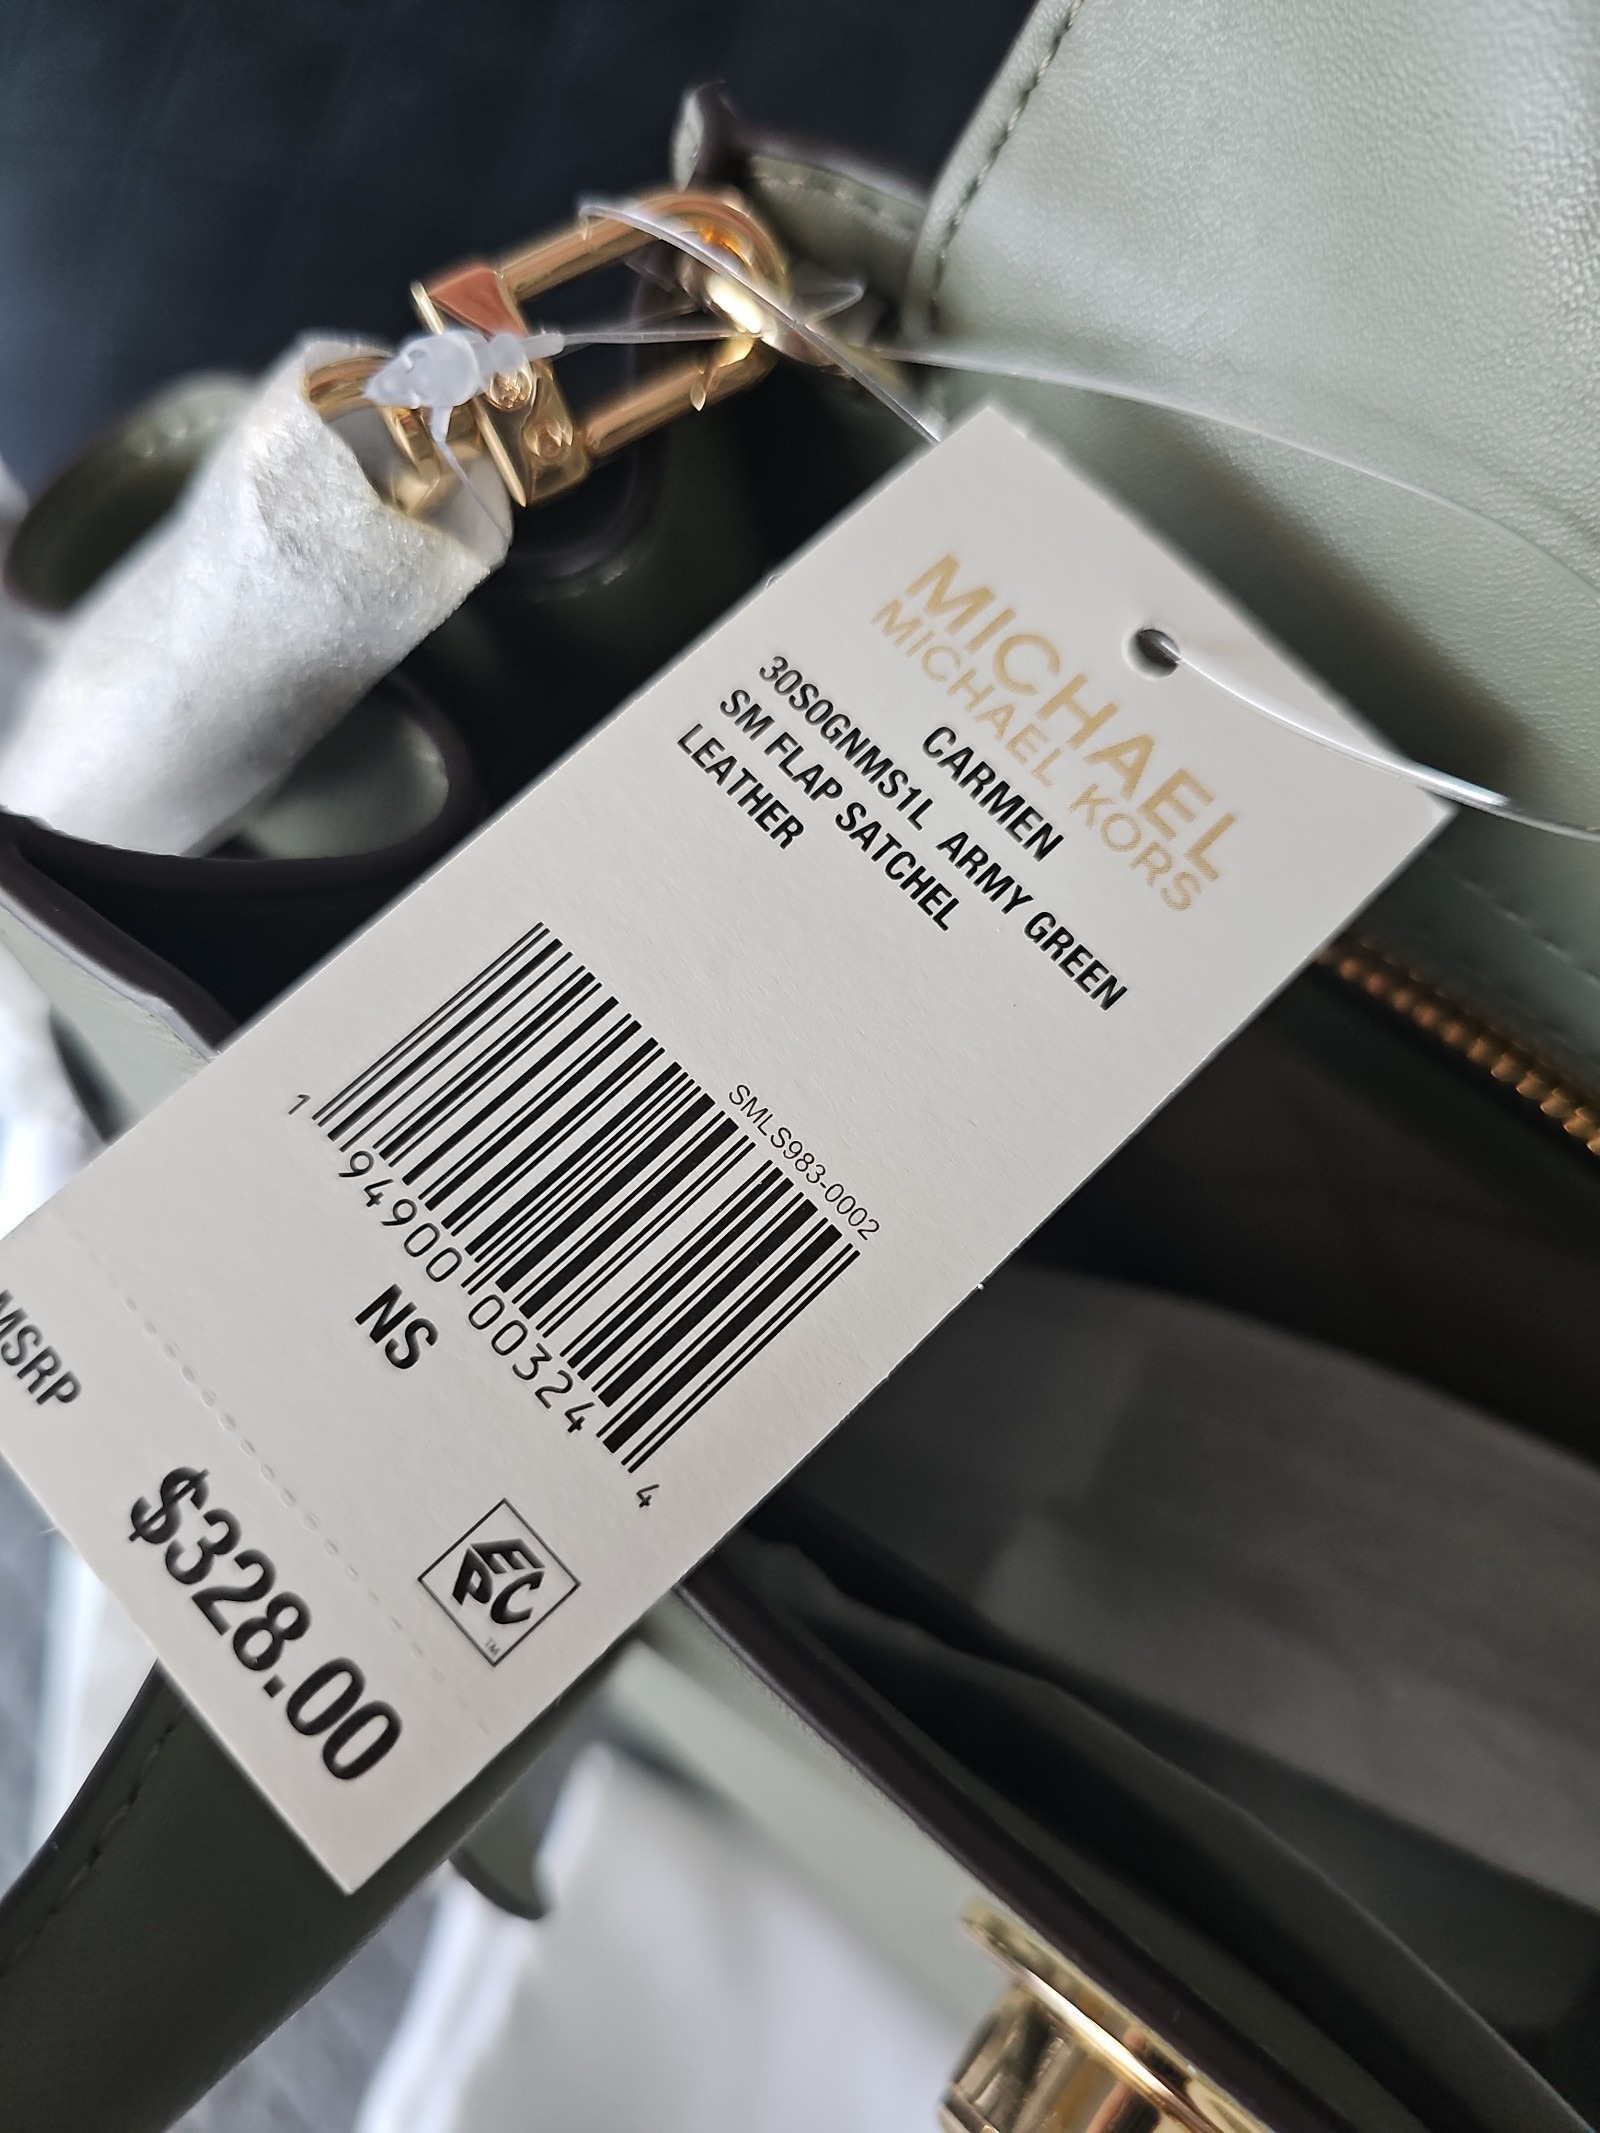 MICHAEL
MICHAEL KORS
CARMEN
30S0GNMS1L ARMY GREEN
SM FLAP SATCHEL
LEATHER
SMLS983-0002
1 94900 00324 4
NS
EPC
TM
MSRP
$328.00